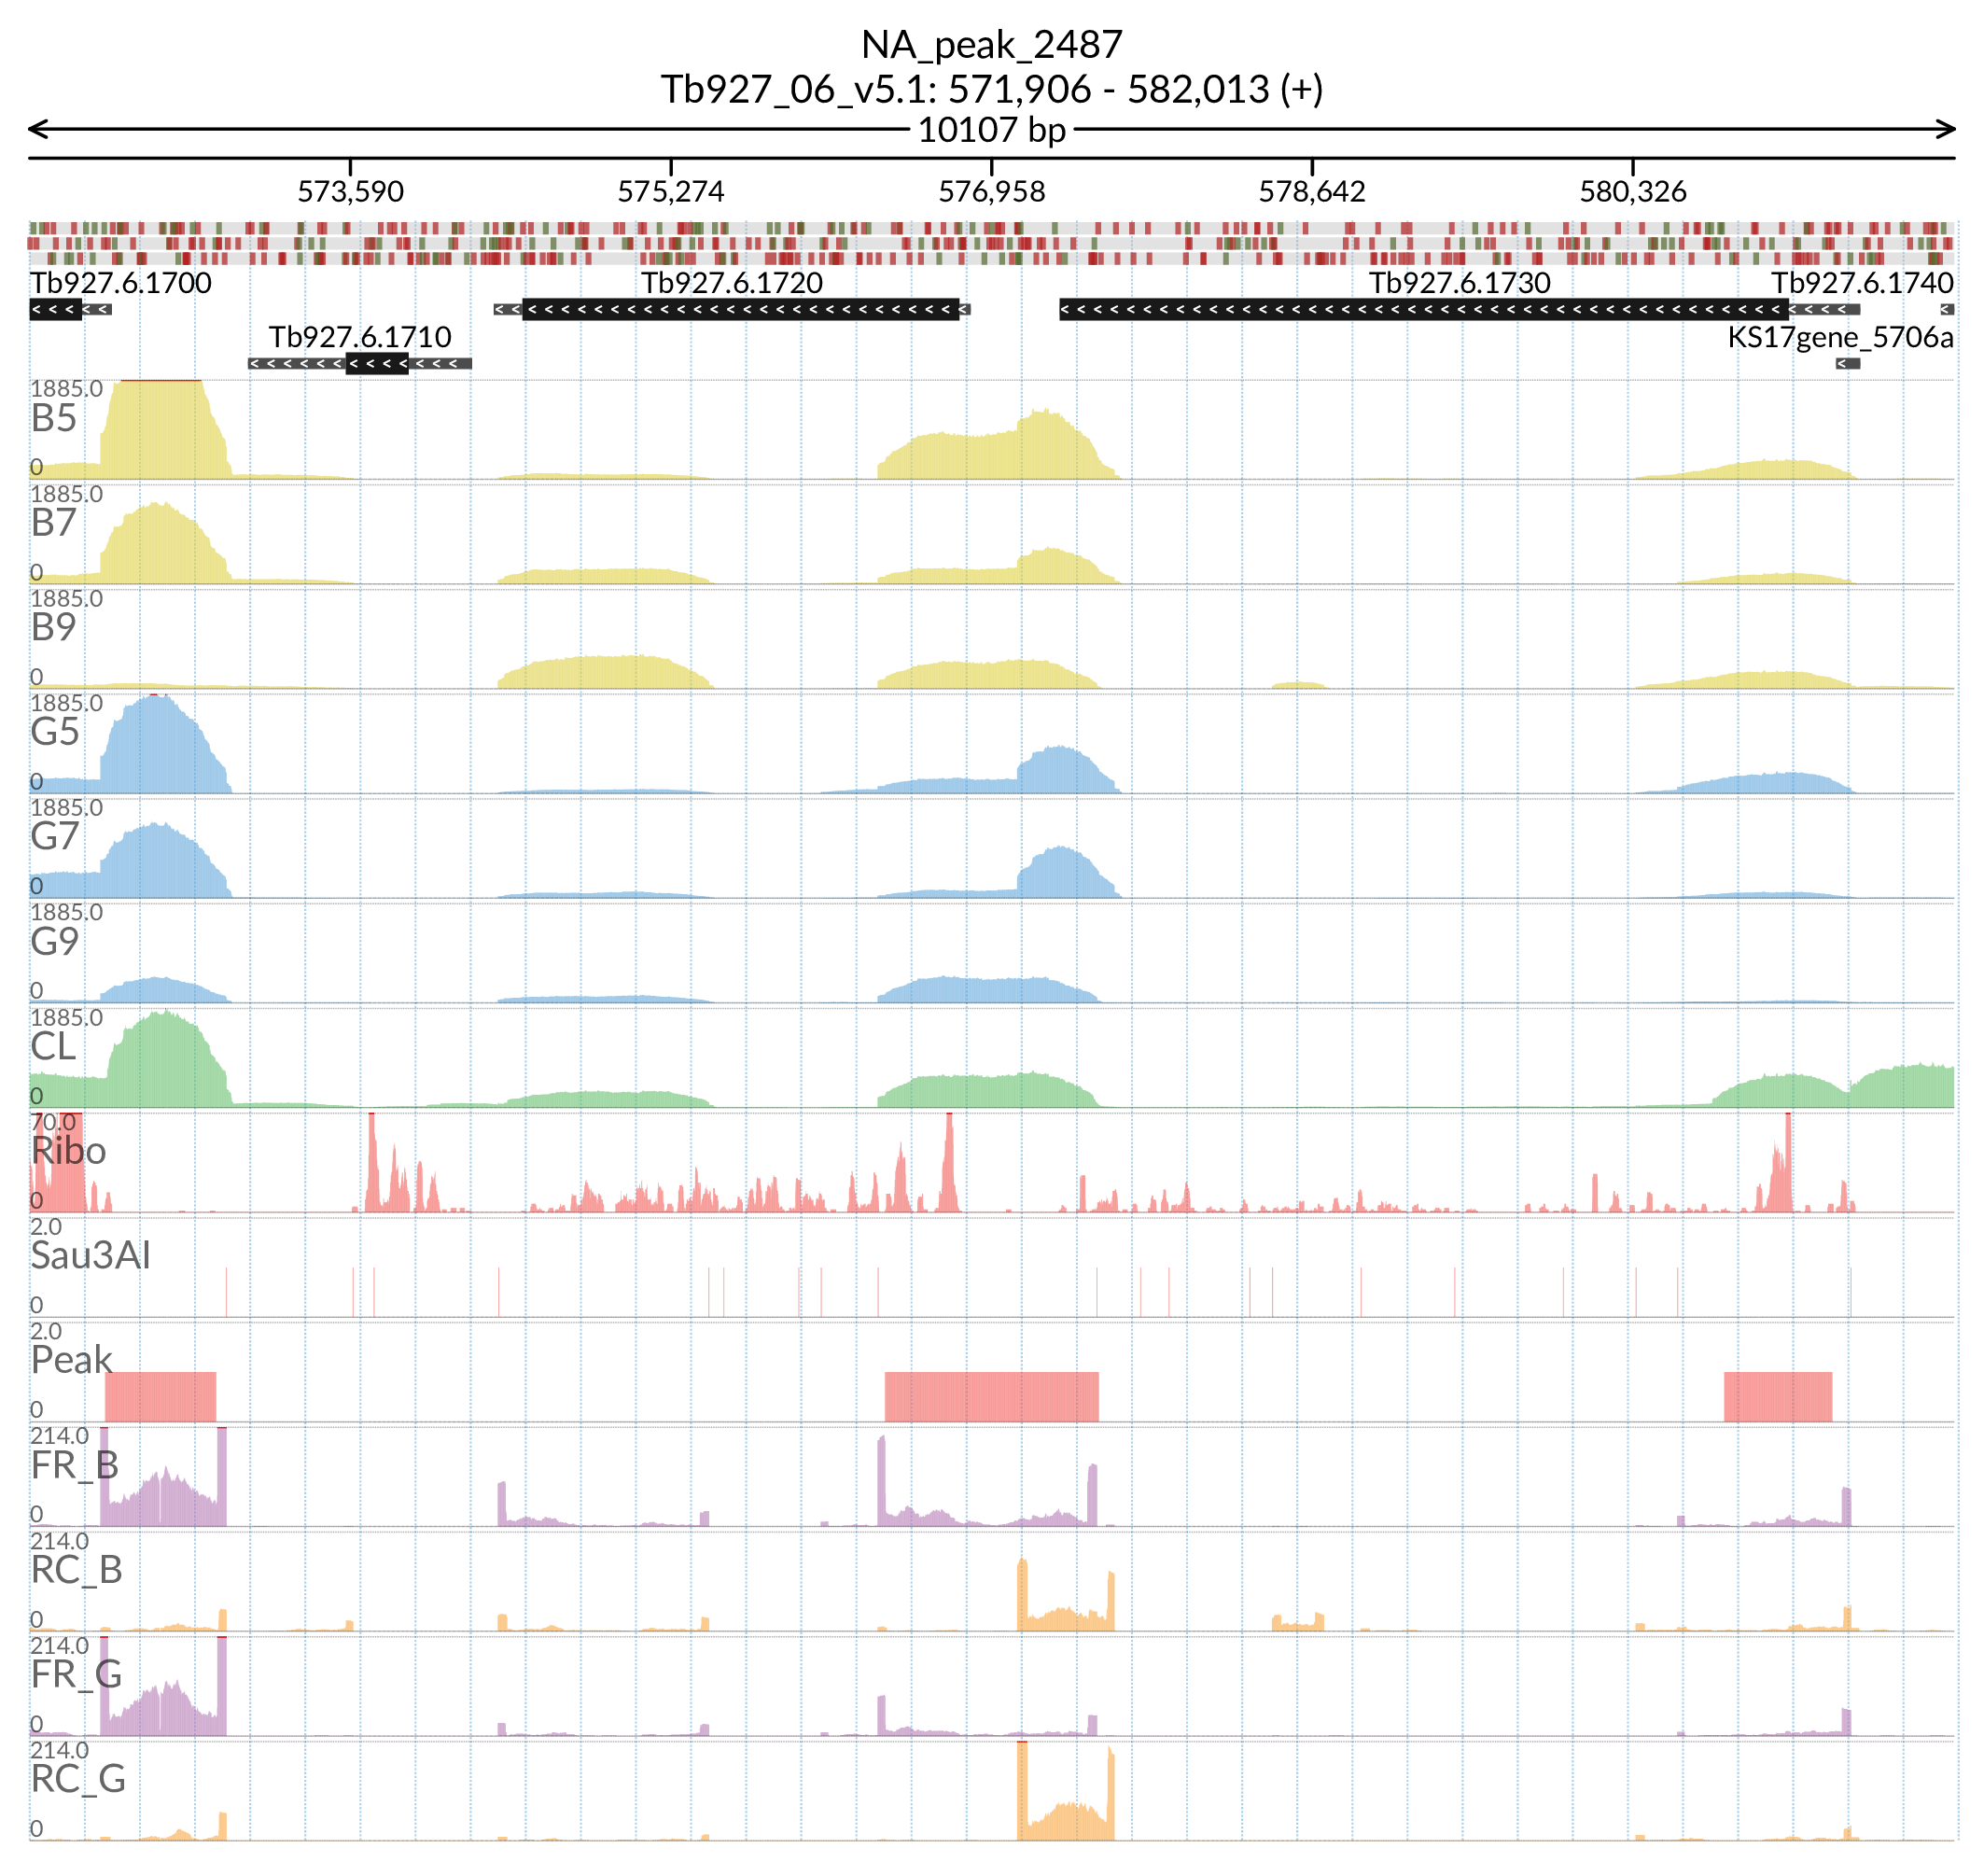 NA_peak_2487
Tb927_06_v5.1: 571,906 - 582,013 (+)
10107 bp
573,590 575,274 576,958 578,642 580,326
Tb927.6.1700 Tb927.6.1720 Tb927.6.1730 Tb927.6.1740
Tb927.6.1710 KS17gene_5706a
1885.0
B5
0
1885.0
B7
0
1885.0
B9
0
1885.0
G5
0
1885.0
G7
0
1885.0
G9
0
1885.0
CL
0
70.0
Ribo
0
2.0
Sau3AI
0
2.0
Peak
0
214.0
FR_B
0
214.0
RC_B
0
214.0
FR_G
0
214.0
RC_G
0